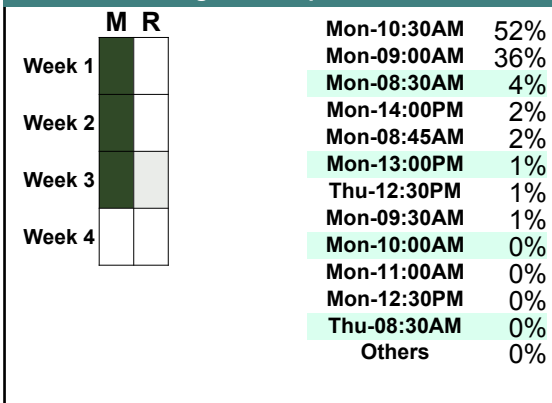 M R
Week 1
Week 2
Week 3
Week 4
Mon-10:30AM 52%
Mon-09:00AM 36%
Mon-08:30AM 4%
Mon-14:00PM 2%
Mon-08:45AM 2%
Mon-13:00PM 1%
Thu-12:30PM 1%
Mon-09:30AM 1%
Mon-10:00AM 0%
Mon-11:00AM 0%
Mon-12:30PM 0%
Thu-08:30AM 0%
Others 0%